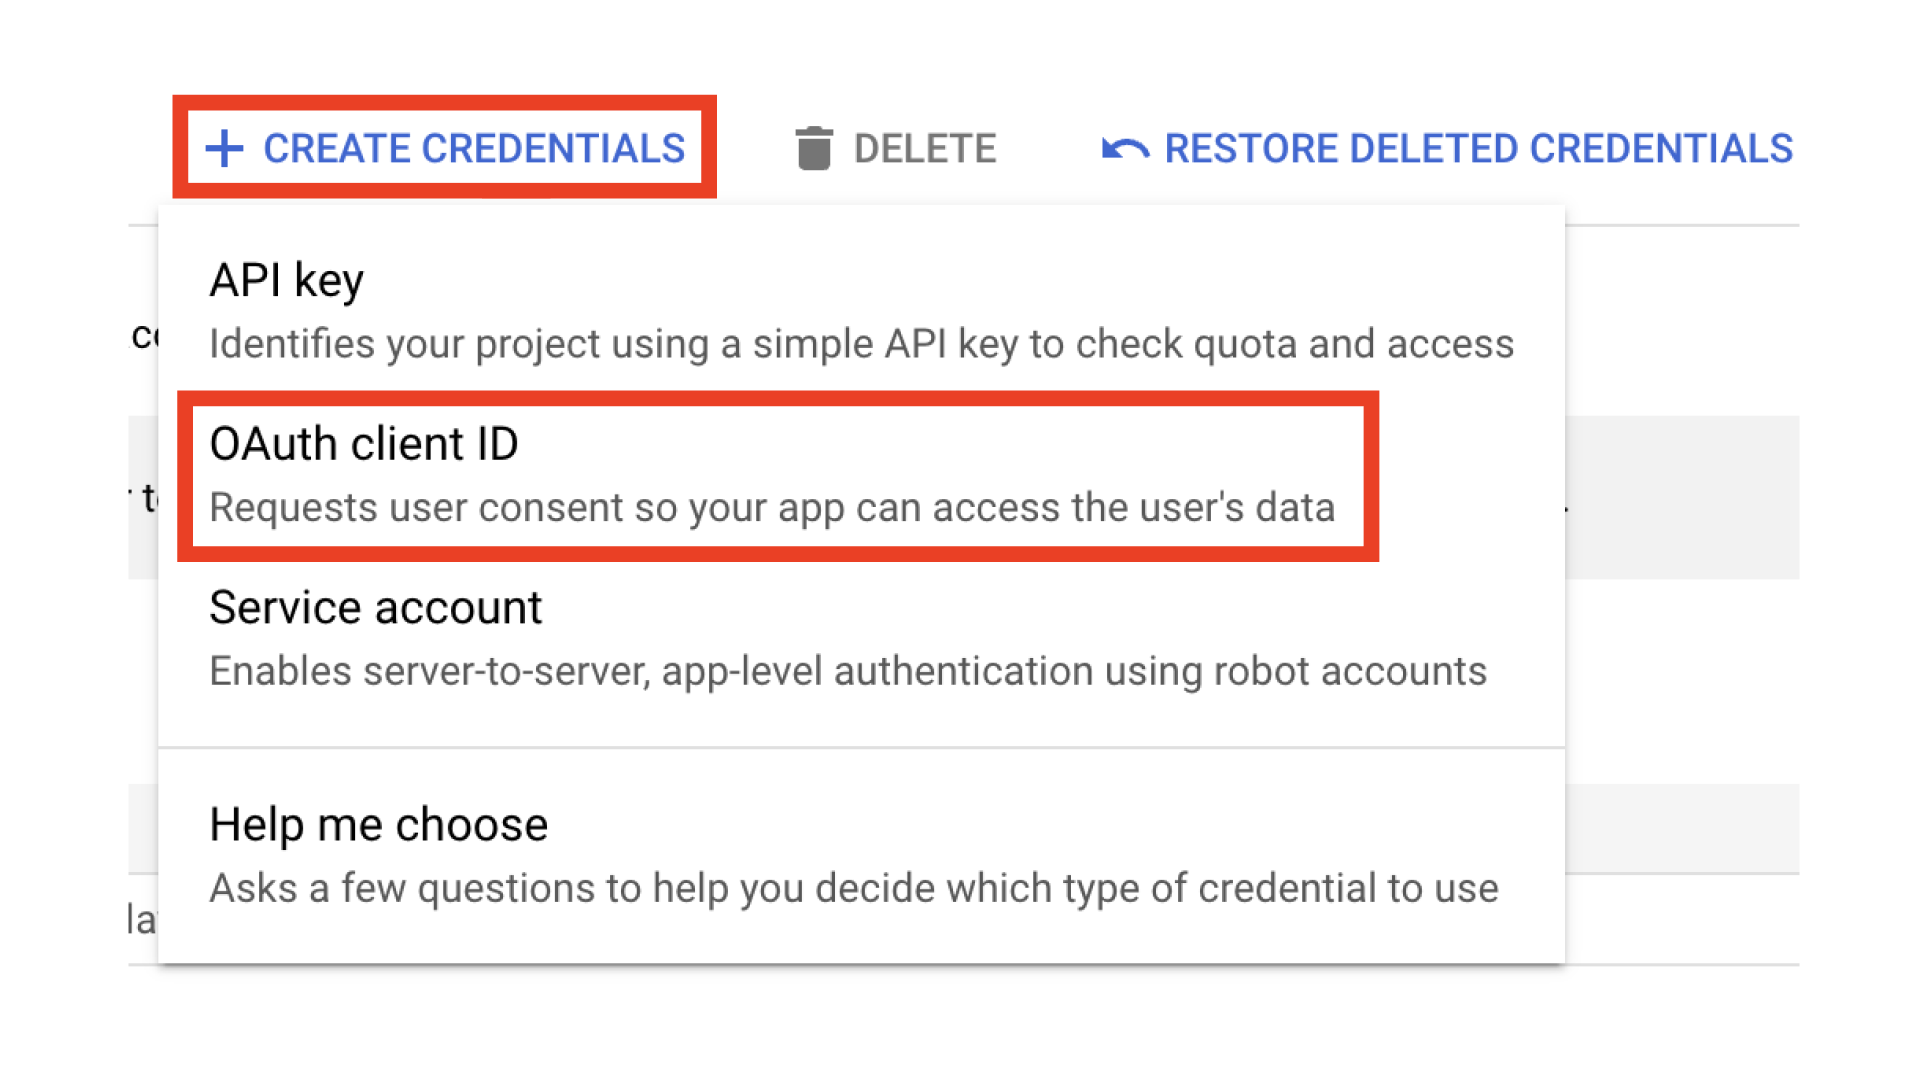 CREATE CREDENTIALS DELETE RESTORE DELETED CREDENTIALS
API key
Identifies your project using a simple API key to check quota and access
OAuth client ID
Requests user consent so your app can access the user's data
Service account
Enables server-to-server, app-level authentication using robot accounts
Help me choose
Asks a few questions to help you decide which type of credential to use